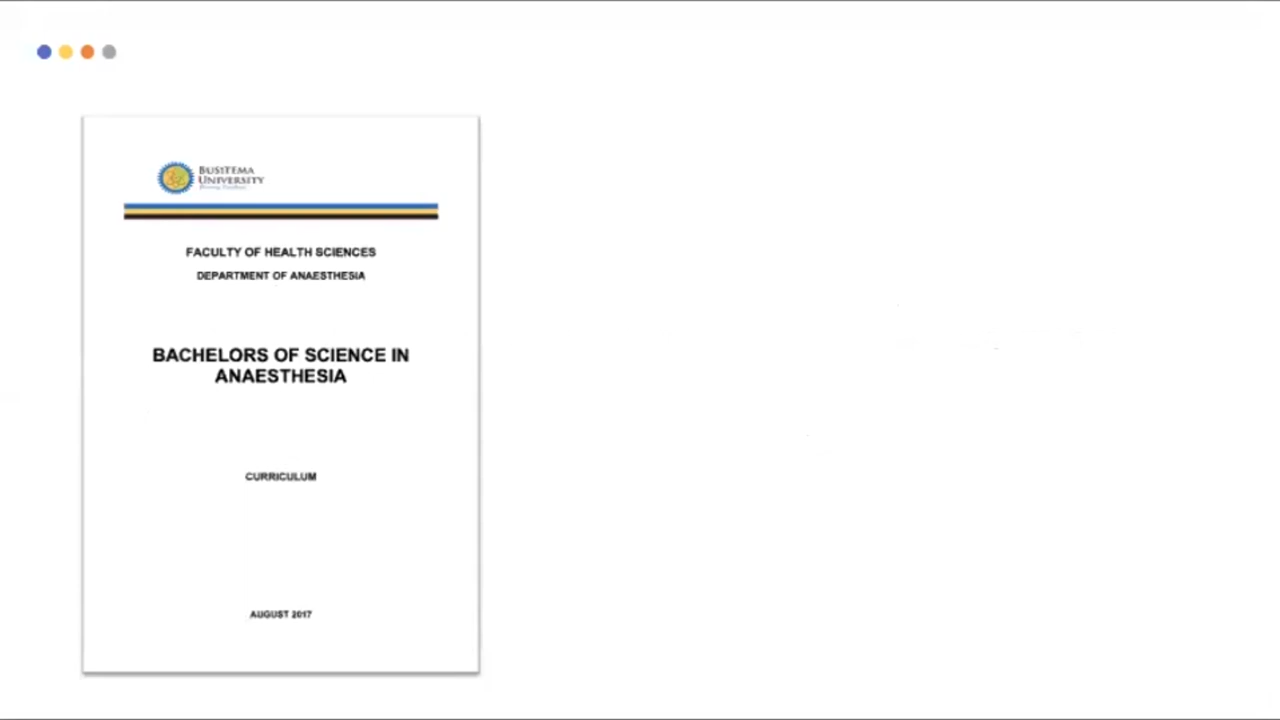 BUSITEMA
UNIVERSITY
FACULTY OF HEALTH SCIENCES
DEPARTMENT OF ANAESTHESIA
BACHELORS OF SCIENCE IN
ANAESTHESIA
CURRICULUM
AUGUST 2017